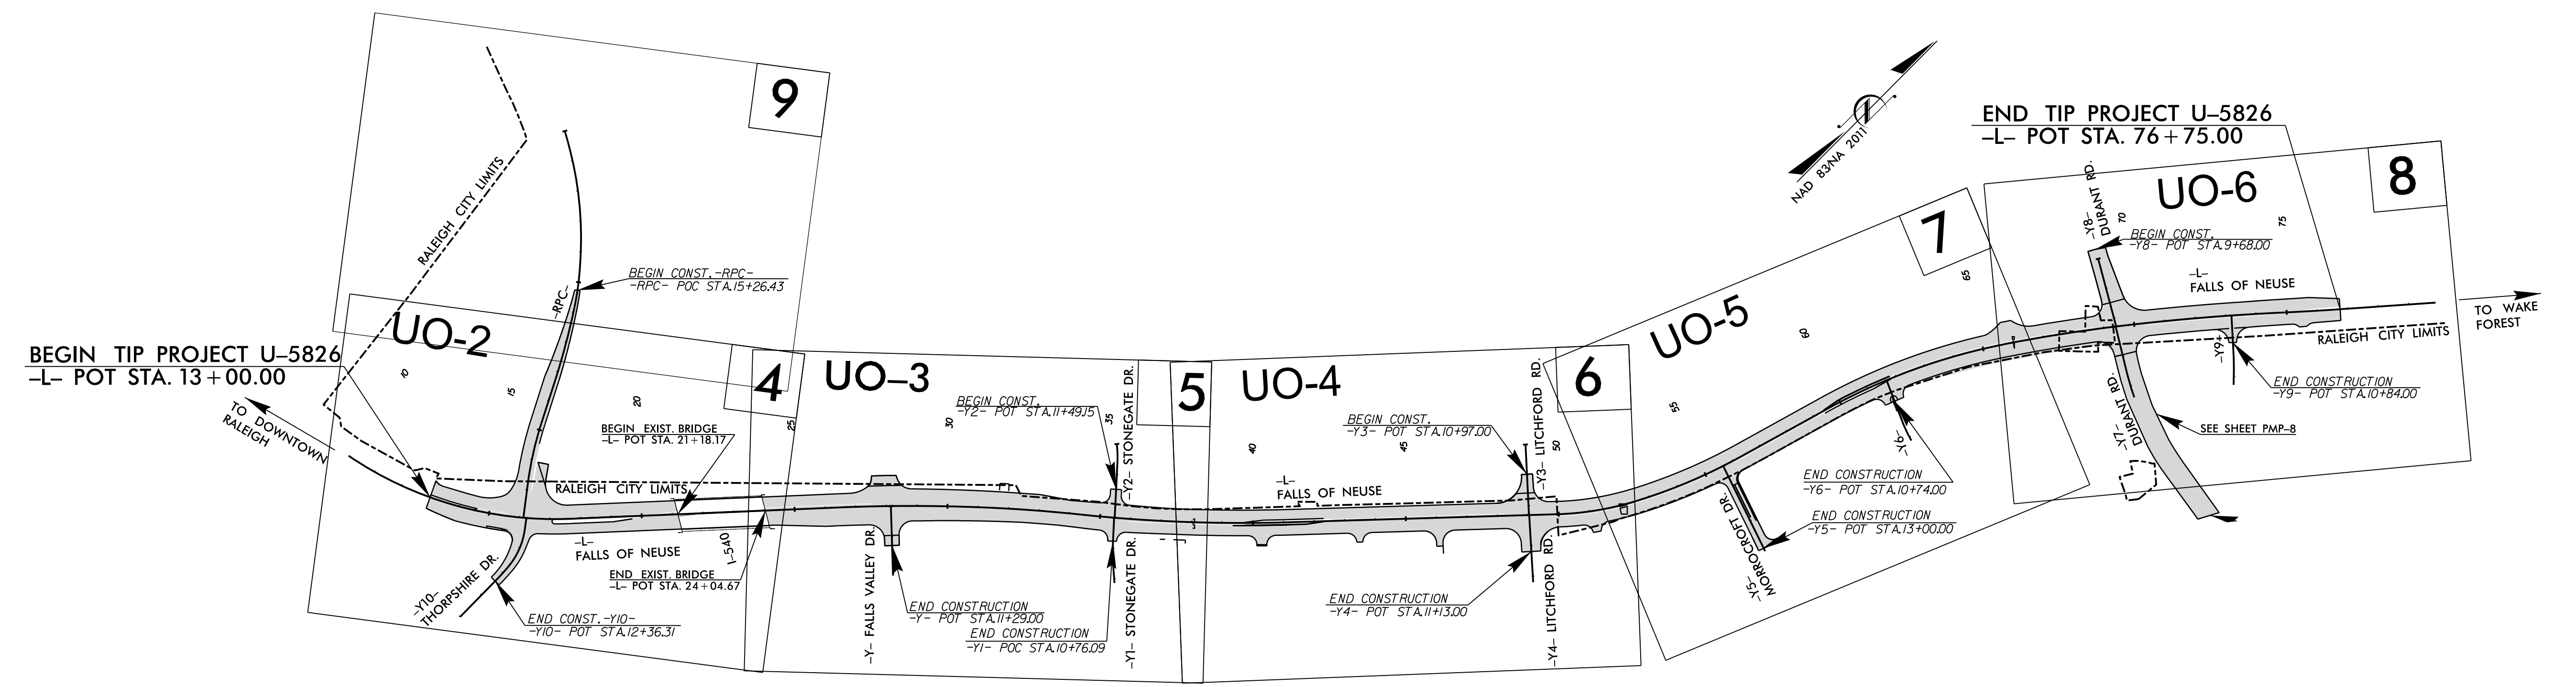 9
RALEIGH CITY LIMITS
BEGIN CONST. -RPC-
-RPC- POC STA.15+26.43
-RPC-
UO-2
BEGIN TIP PROJECT U-5826
-L- POT STA. 13+00.00
TO DOWNTOWN
RALEIGH
10
15
20
25
4
BEGIN EXIST. BRIDGE
-L- POT STA. 21+18.17
RALEIGH CITY LIMITS
-L-
FALLS OF NEUSE
I-540
END EXIST. BRIDGE
-L- POT STA. 24+04.67
-Y10-
THORPSHIRE DR.
END CONST. -Y10-
-Y10- POT STA.12+36.31
UO-3
30
35
BEGIN CONST.
-Y2- POT STA.11+49.15
-Y2- STONEGATE DR.
-Y- FALLS VALLEY DR.
END CONSTRUCTION
-Y- POT STA.11+29.00
END CONSTRUCTION
-Y1- POC STA.10+76.09
-Y1- STONEGATE DR.
5
UO-4
40
45
50
BEGIN CONST.
-Y3- POT STA.10+97.00
-Y3- LITCHFORD RD.
-L-
FALLS OF NEUSE
END CONSTRUCTION
-Y4- POT STA.11+13.00
-Y4- LITCHFORD RD.
6
UO-5
55
60
65
7
-Y6-
END CONSTRUCTION
-Y6- POT STA.10+74.00
END CONSTRUCTION
-Y5- POT STA.13+00.00
-Y5-
MORROCROFT DR.
NAD 83/NA 2011
END TIP PROJECT U-5826
-L- POT STA. 76+75.00
UO-6
8
70
75
-Y8-
DURANT RD.
BEGIN CONST.
-Y8- POT STA.9+68.00
-L-
FALLS OF NEUSE
TO WAKE
FOREST
RALEIGH CITY LIMITS
-Y9-
END CONSTRUCTION
-Y9- POT STA.10+84.00
-Y7-
DURANT RD.
SEE SHEET PMP-8